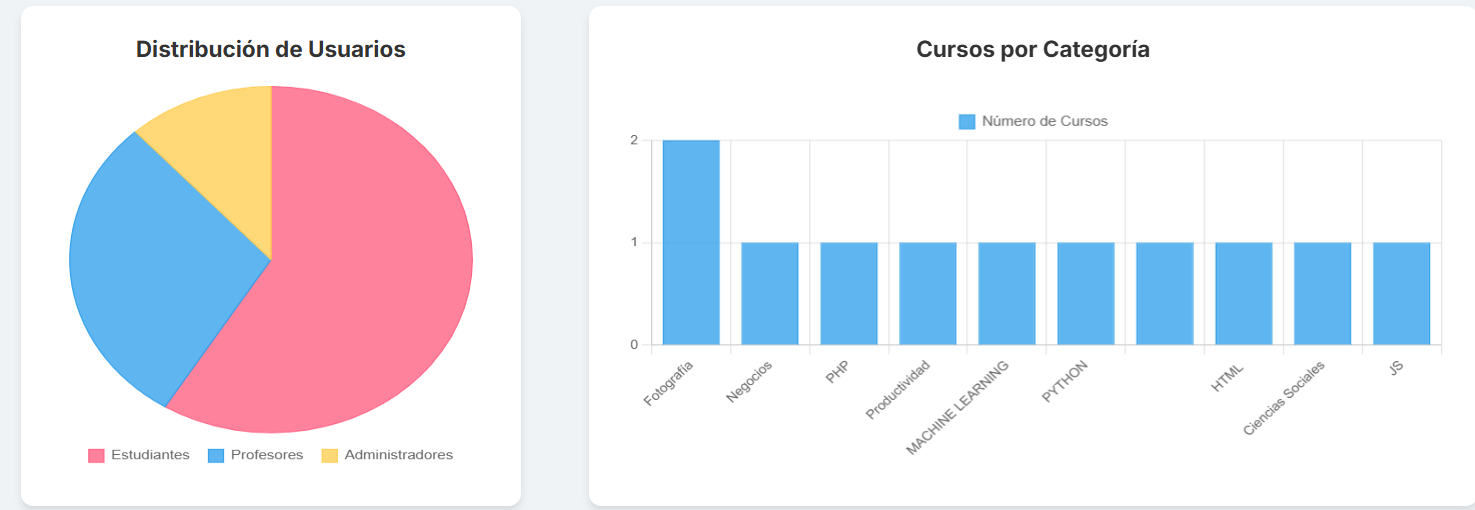 Distribución de Usuarios
Estudiantes Profesores Administradores
Cursos por Categoría
Número de Cursos
2
1
0
Fotografía
Negocios
PHP
Productividad
MACHINE LEARNING
PYTHON
HTML
Ciencias Sociales
JS